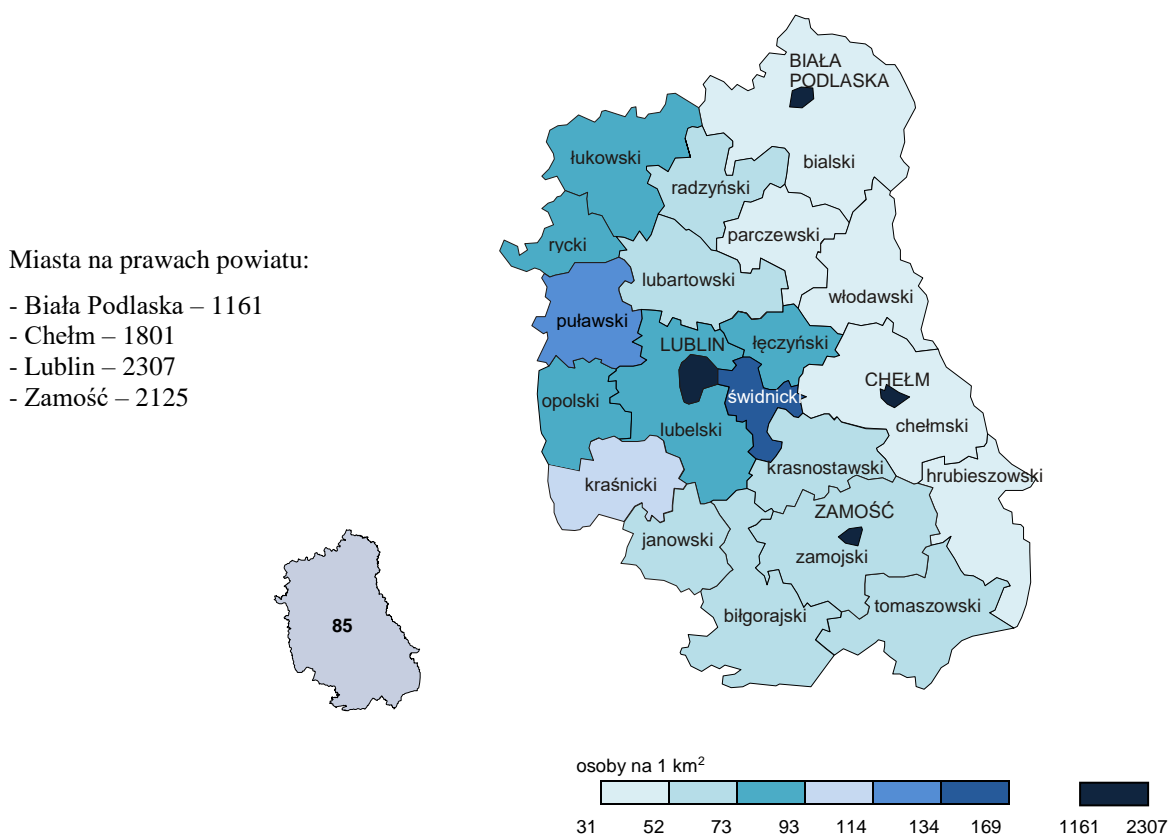 Miasta na prawach powiatu:
- Biała Podlaska – 1161
- Chełm – 1801
- Lublin – 2307
- Zamość – 2125
BIAŁA
PODLASKA
bialski
łukowski
radzyński
parczewski
rycki
lubartowski
włodawski
puławski
LUBLIN
łęczyński
świdnicki
CHEŁM
chełmski
opolski
lubelski
kraśnicki
krasnostawski
hrubieszowski
ZAMOŚĆ
zamojski
janowski
biłgorajski
tomaszowski
85
osoby na 1 km²
31 52 73 93 114 134 169 1161 2307